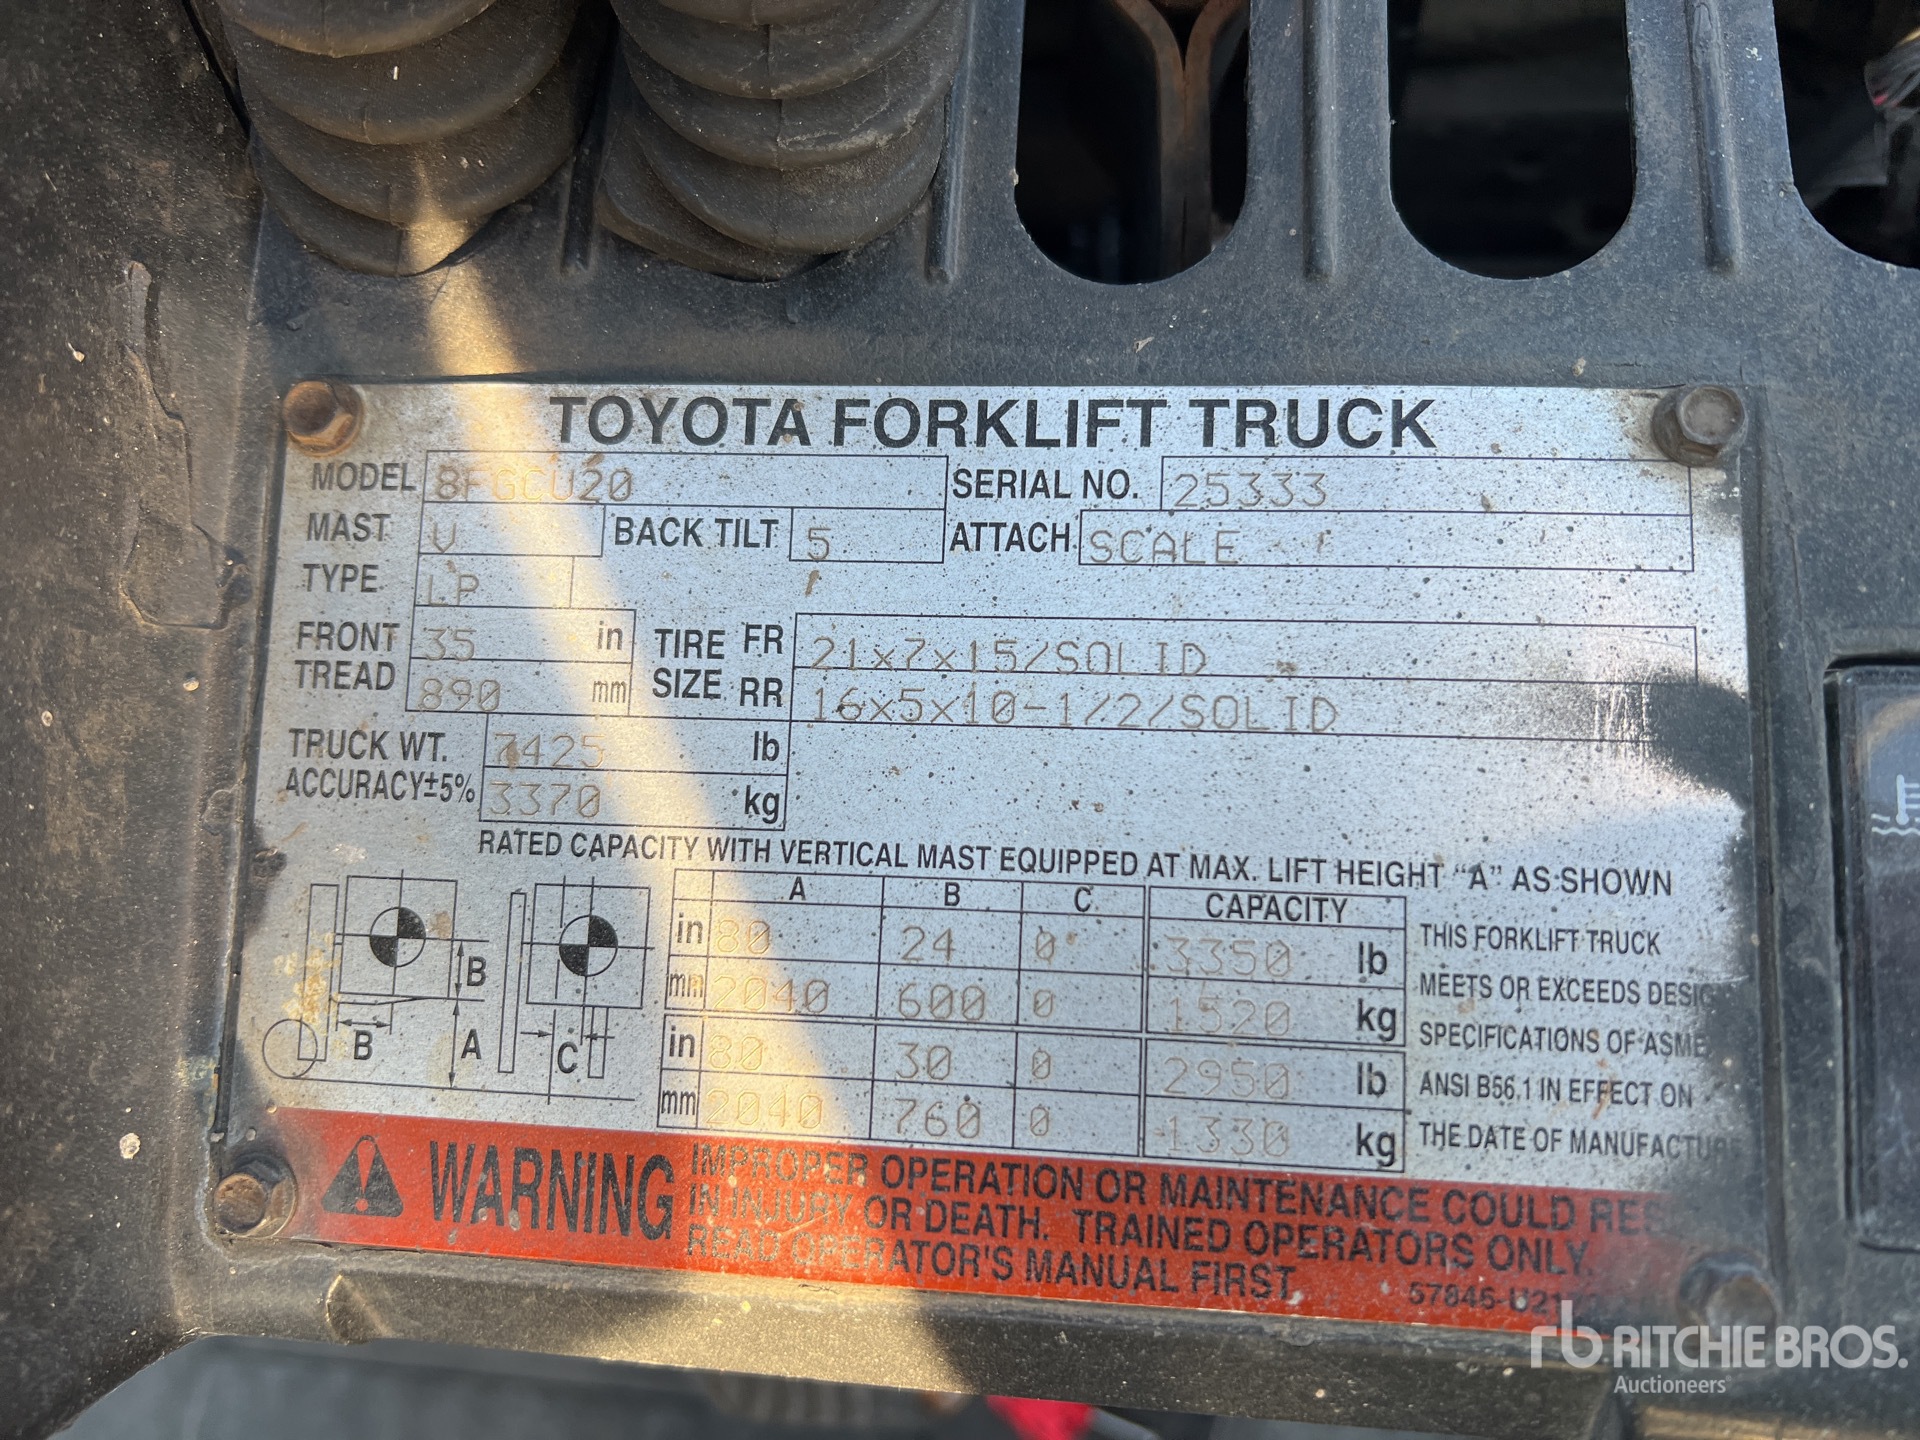 TOYOTA FORKLIFT TRUCK
MODEL 8FGCU20 SERIAL NO. 25333
MAST V BACK TILT 5 ATTACH. SCALE
TYPE LP
FRONT TREAD 35 in TIRE SIZE FR 21x7x15/SOLID
890 mm RR 16x5x10-1/2/SOLID
TRUCK WT. 7425 lb
ACCURACY±5% 3370 kg
RATED CAPACITY WITH VERTICAL MAST EQUIPPED AT MAX. LIFT HEIGHT "A" AS SHOWN
A B C CAPACITY
in 80 24 0 3350 lb
mm 2040 600 0 1520 kg
in 80 30 0 2950 lb
mm 2040 760 0 1330 kg
B
B A C
THIS FORKLIFT TRUCK
MEETS OR EXCEEDS
SPECIFICATIONS OF ASME
ANSI B56.1 IN EFFECT ON
THE DATE OF
WARNING
IMPROPER OPERATION OR MAINTENANCE COULD
IN INJURY OR DEATH. TRAINED OPERATORS ONLY.
READ OPERATOR'S MANUAL FIRST.
rb RITCHIE BROS.
Auctioneers